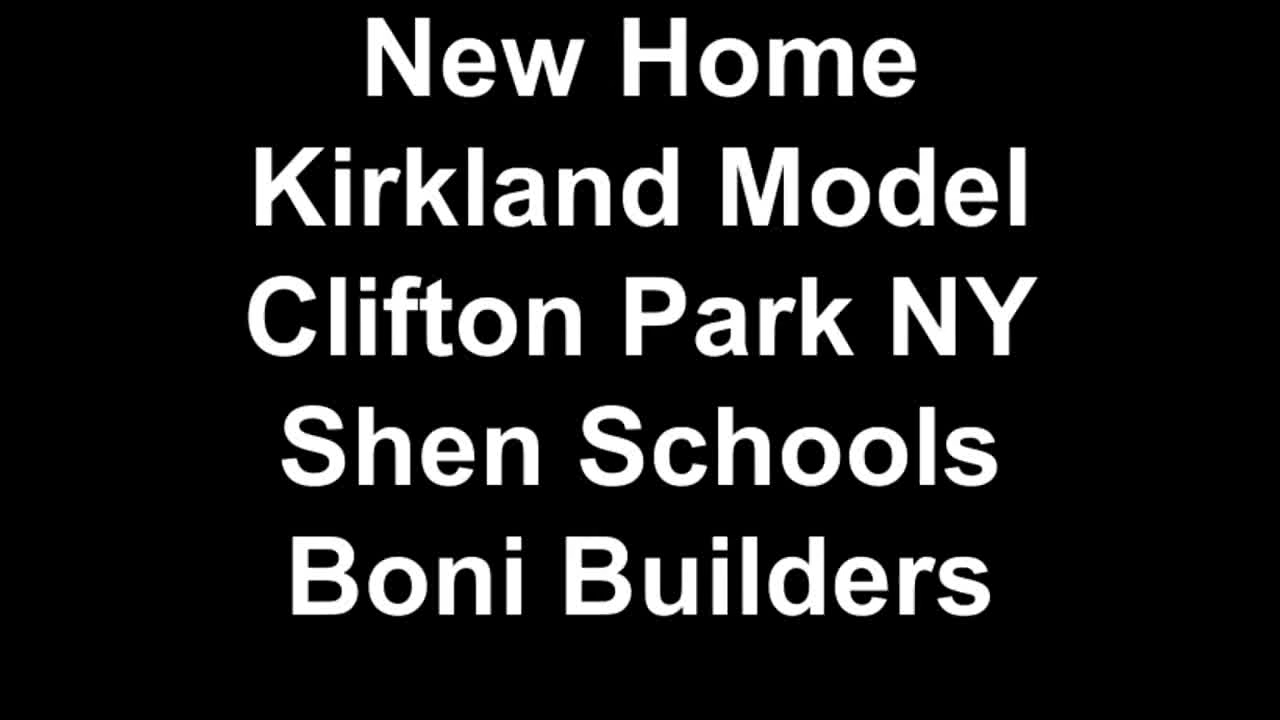 New Home
Kirkland Model
Clifton Park NY
Shen Schools
Boni Builders